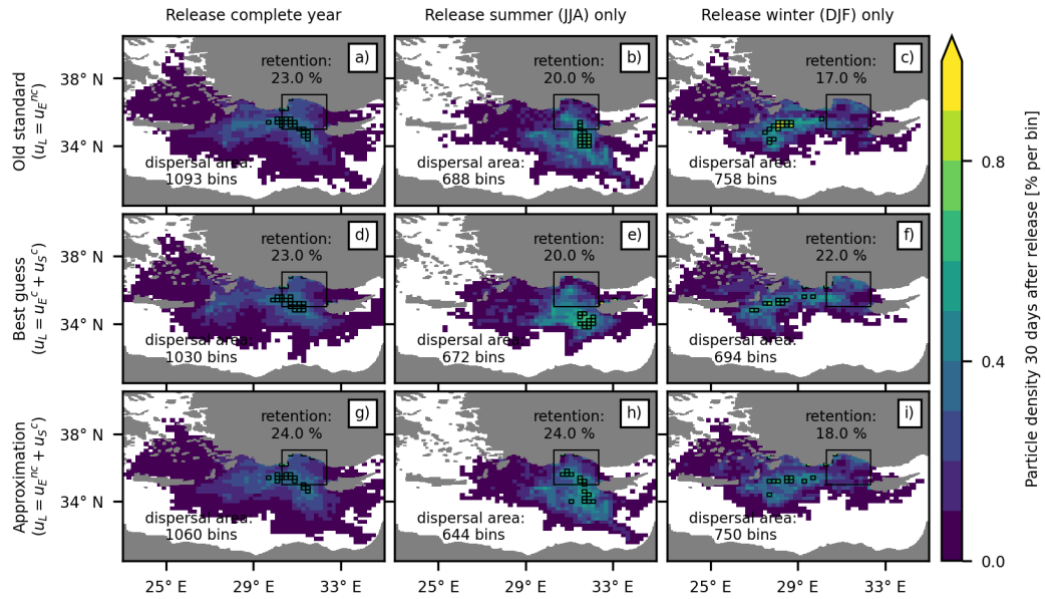 Release complete year
Release summer (JJA) only
Release winter (DJF) only
Old standard
(u_L = u_E^nc)
38° N
34° N
a)
retention:
23.0 %
dispersal area:
1093 bins
b)
retention:
20.0 %
dispersal area:
688 bins
c)
retention:
17.0 %
dispersal area:
758 bins
Best guess
(u_L = u_E^c + u_S^c)
38° N
34° N
d)
retention:
23.0 %
dispersal area:
1030 bins
e)
retention:
20.0 %
dispersal area:
672 bins
f)
retention:
22.0 %
dispersal area:
694 bins
Approximation
(u_L = u_E^nc + u_S^c)
38° N
34° N
g)
retention:
24.0 %
dispersal area:
1060 bins
h)
retention:
24.0 %
dispersal area:
644 bins
i)
retention:
18.0 %
dispersal area:
750 bins
25° E
29° E
33° E
25° E
29° E
33° E
25° E
29° E
33° E
0.8
0.4
0.0
Particle density 30 days after release [% per bin]